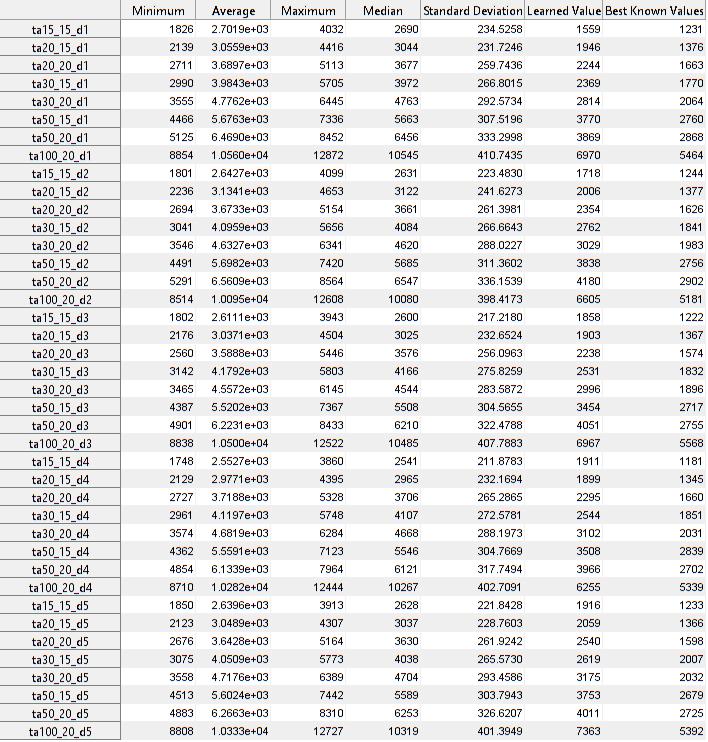 Minimum Average Maximum Median Standard Deviation Learned Value Best Known Values
ta15_15_d1 1826 2.7019e+03 4032 2690 234.5258 1559 1231
ta20_15_d1 2139 3.0559e+03 4416 3044 231.7246 1946 1376
ta20_20_d1 2711 3.6897e+03 5113 3677 259.7436 2244 1663
ta30_15_d1 2990 3.9843e+03 5705 3972 266.8015 2369 1770
ta30_20_d1 3555 4.7762e+03 6445 4763 292.5734 2814 2064
ta50_15_d1 4466 5.6763e+03 7336 5663 307.5196 3770 2760
ta50_20_d1 5125 6.4690e+03 8452 6456 333.2998 3869 2868
ta100_20_d1 8854 1.0560e+04 12872 10545 410.7435 6970 5464
ta15_15_d2 1801 2.6427e+03 4099 2631 223.4830 1718 1244
ta20_15_d2 2236 3.1341e+03 4653 3122 241.6273 2006 1377
ta20_20_d2 2694 3.6733e+03 5154 3661 261.3981 2354 1626
ta30_15_d2 3041 4.0959e+03 5656 4084 266.6643 2762 1841
ta30_20_d2 3546 4.6327e+03 6341 4620 288.0227 3029 1983
ta50_15_d2 4491 5.6982e+03 7420 5685 311.3602 3838 2756
ta50_20_d2 5291 6.5609e+03 8564 6547 336.1539 4180 2902
ta100_20_d2 8514 1.0095e+04 12608 10080 398.4173 6605 5181
ta15_15_d3 1802 2.6111e+03 3943 2600 217.2180 1858 1222
ta20_15_d3 2176 3.0371e+03 4504 3025 232.6524 1903 1367
ta20_20_d3 2560 3.5888e+03 5446 3576 256.0963 2238 1574
ta30_15_d3 3142 4.1792e+03 5803 4166 275.8259 2531 1832
ta30_20_d3 3465 4.5572e+03 6145 4544 283.5872 2996 1896
ta50_15_d3 4387 5.5202e+03 7367 5508 304.5655 3454 2717
ta50_20_d3 4901 6.2231e+03 8433 6210 322.4788 4051 2755
ta100_20_d3 8838 1.0500e+04 12522 10485 407.7883 6967 5568
ta15_15_d4 1748 2.5527e+03 3860 2541 211.8783 1911 1181
ta20_15_d4 2129 2.9771e+03 4395 2965 232.1694 1899 1345
ta20_20_d4 2727 3.7188e+03 5328 3706 265.2865 2295 1660
ta30_15_d4 2961 4.1197e+03 5748 4107 272.5781 2544 1851
ta30_20_d4 3574 4.6819e+03 6284 4668 288.1973 3102 2031
ta50_15_d4 4362 5.5591e+03 7123 5546 304.7669 3508 2839
ta50_20_d4 4854 6.1339e+03 7964 6121 317.7494 3966 2702
ta100_20_d4 8710 1.0282e+04 12444 10267 402.7091 6255 5339
ta15_15_d5 1850 2.6396e+03 3913 2628 221.8428 1916 1233
ta20_15_d5 2123 3.0489e+03 4307 3037 228.7603 2059 1366
ta20_20_d5 2676 3.6428e+03 5164 3630 261.9242 2540 1598
ta30_15_d5 3075 4.0509e+03 5773 4038 265.5730 2619 2007
ta30_20_d5 3558 4.7176e+03 6389 4704 293.4586 3175 2032
ta50_15_d5 4513 5.6024e+03 7442 5589 303.7943 3753 2679
ta50_20_d5 4883 6.2663e+03 8310 6253 326.6207 4011 2725
ta100_20_d5 8808 1.0333e+04 12727 10319 401.3949 7363 5392